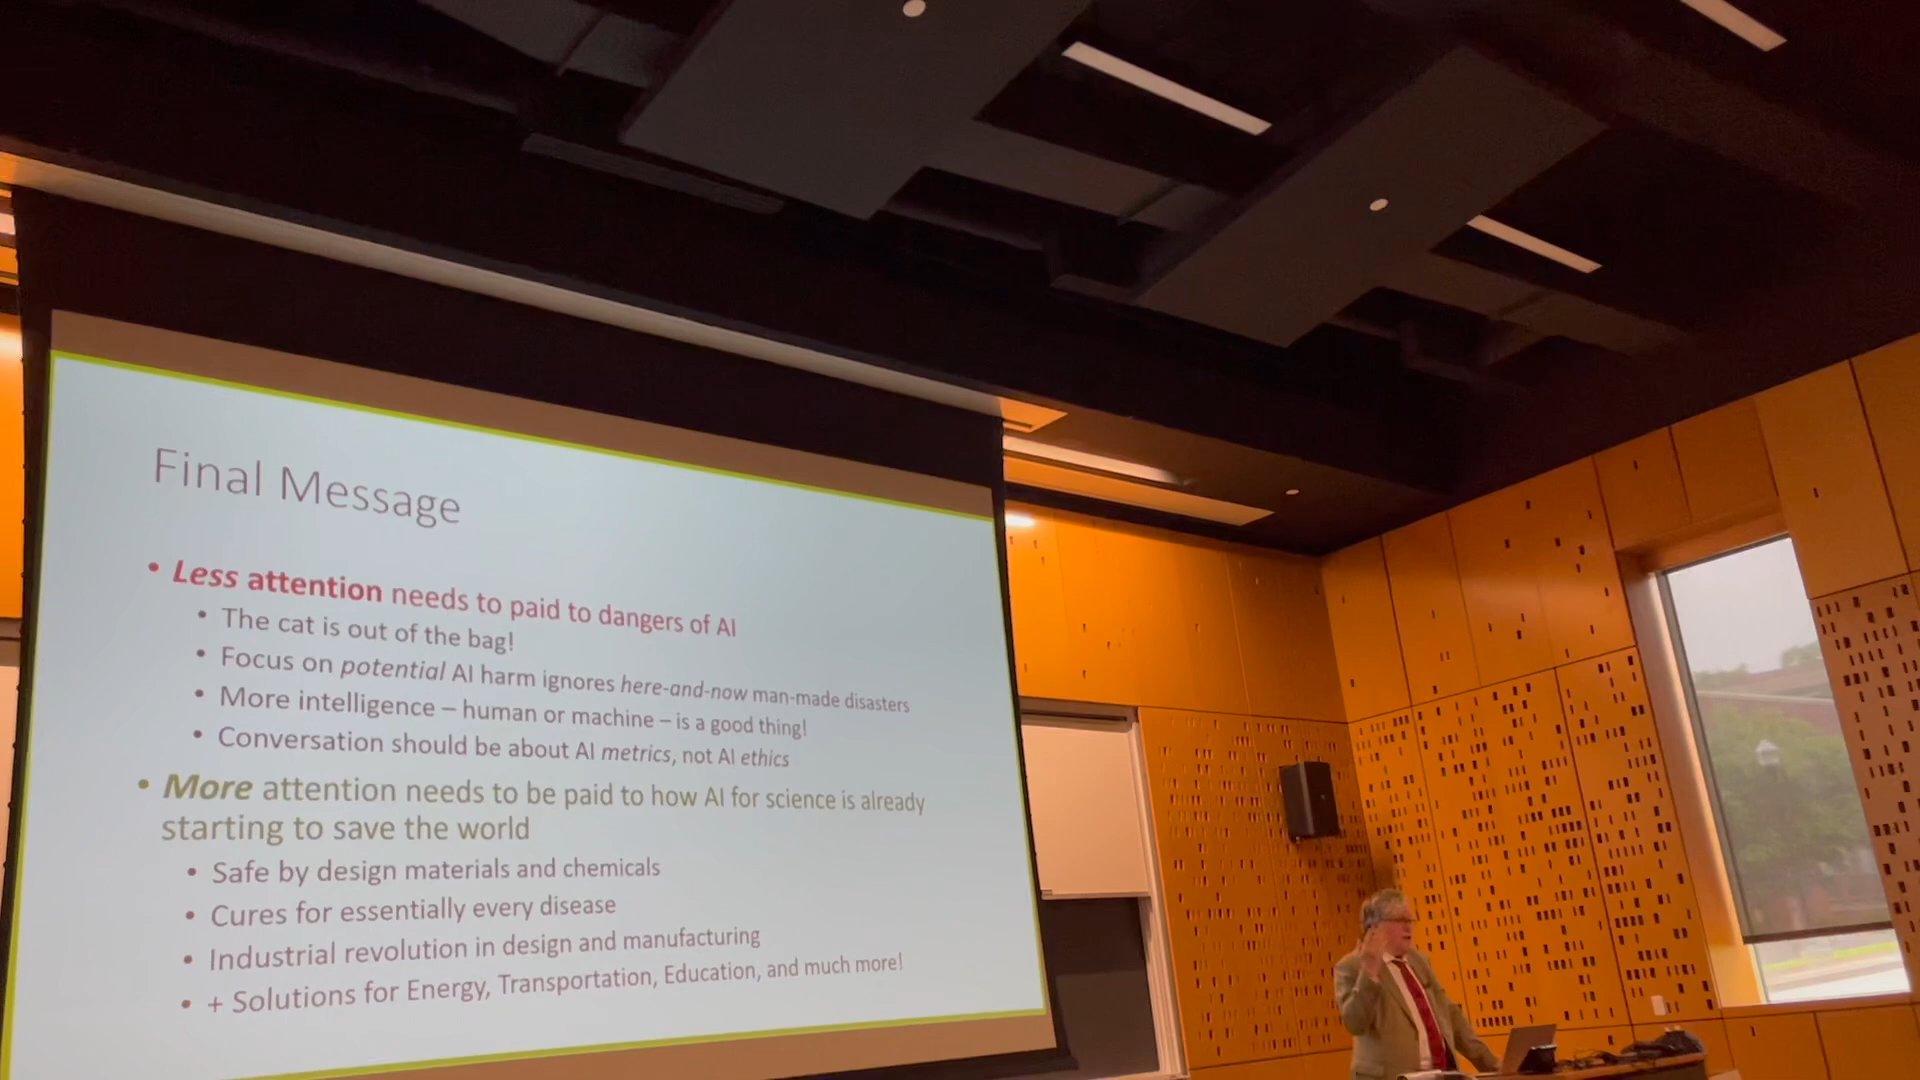 Final Message
• Less attention needs to paid to dangers of AI
• The cat is out of the bag!
• Focus on potential AI harm ignores here-and-now man-made disasters
• More intelligence – human or machine – is a good thing!
• Conversation should be about AI metrics, not AI ethics
• More attention needs to be paid to how AI for science is already
starting to save the world
• Safe by design materials and chemicals
• Cures for essentially every disease
• Industrial revolution in design and manufacturing
• + Solutions for Energy, Transportation, Education, and much more!